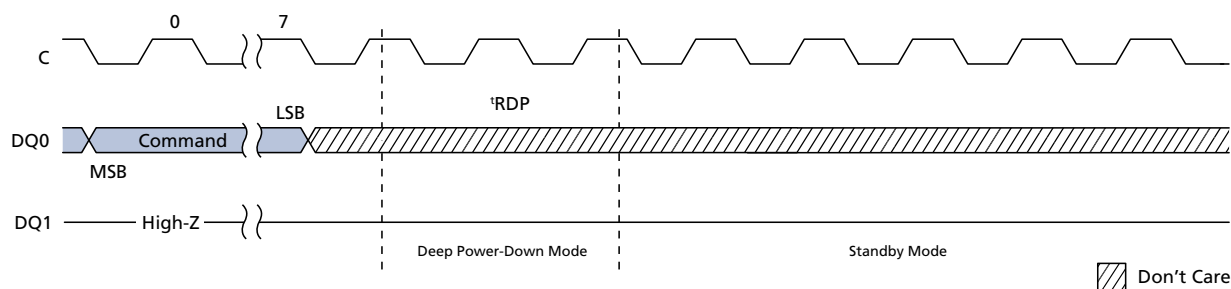 0 7
C
tRDP
LSB
DQ0 Command
MSB
DQ1 High-Z
Deep Power-Down Mode Standby Mode
Don't Care